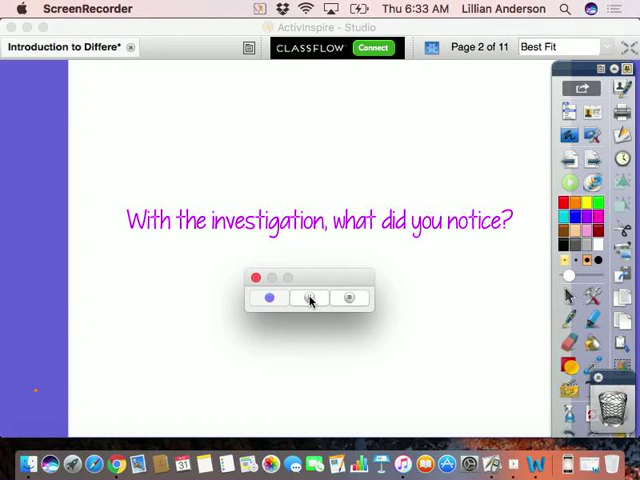 ScreenRecorder
Thu 6:33 AM Lillian Anderson
ActivInspire - Studio
Introduction to Differe*
CLASSFLOW Connect
Page 2 of 11
Best Fit
With the investigation, what did you notice?
31